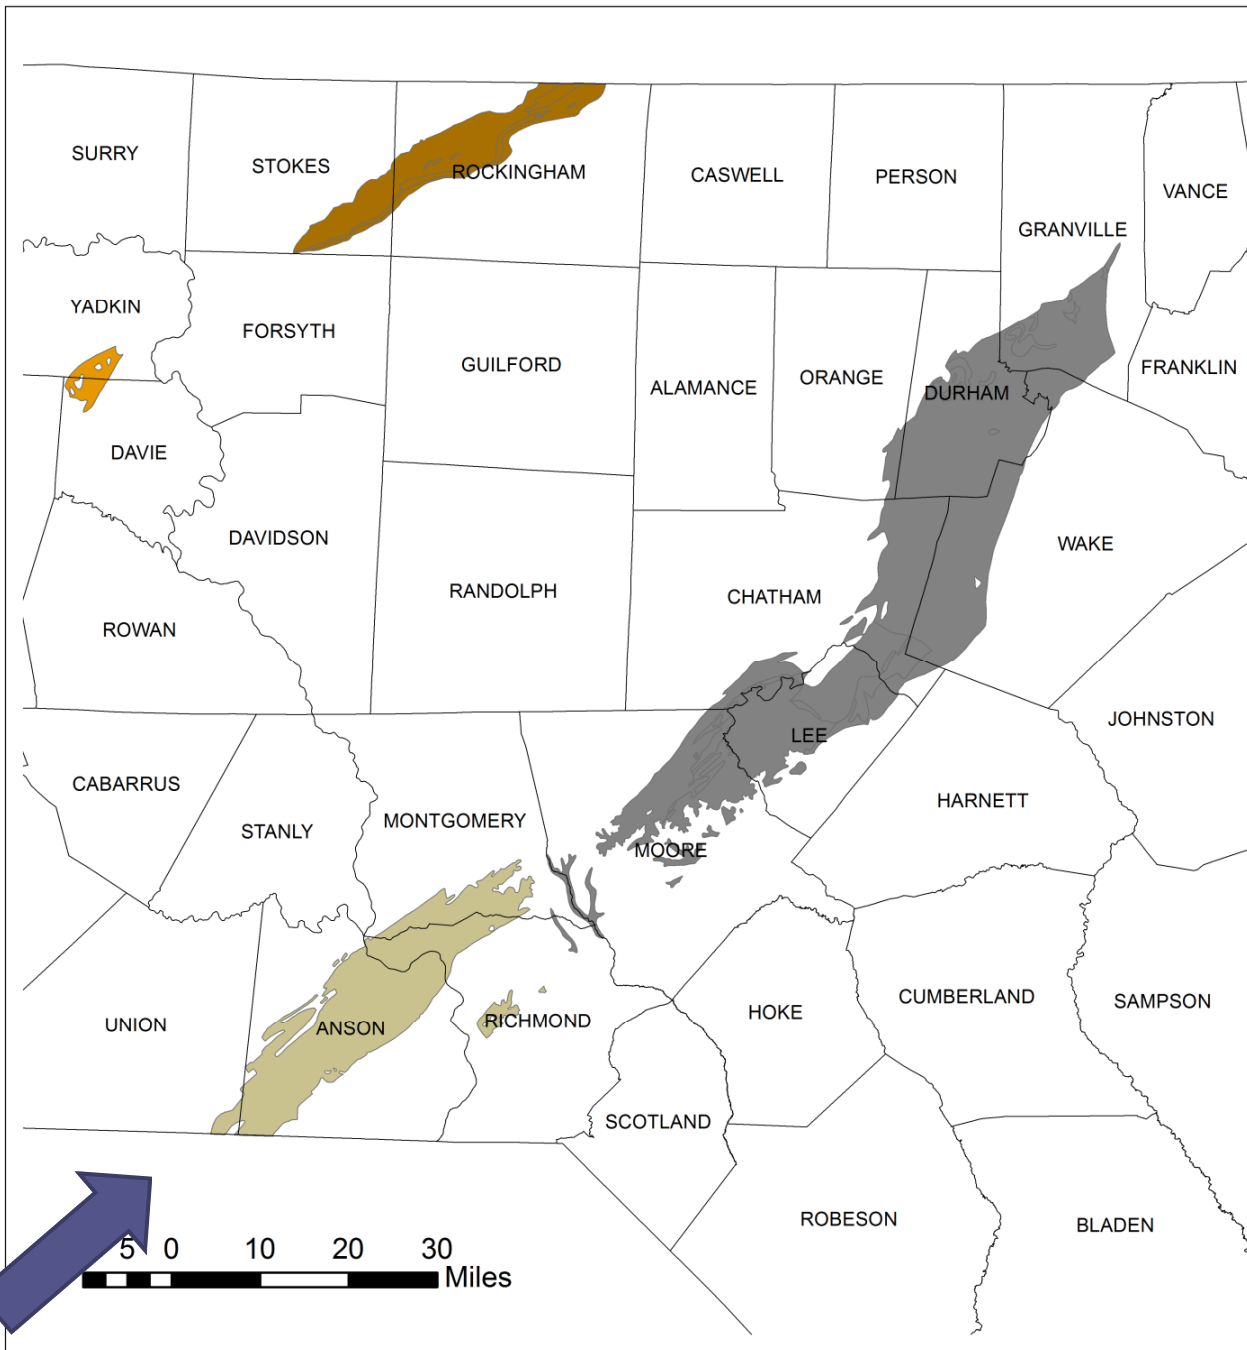 SURRY
STOKES
ROCKINGHAM
CASWELL
PERSON
VANCE
GRANVILLE
YADKIN
FORSYTH
GUILFORD
ALAMANCE
ORANGE
DURHAM
FRANKLIN
DAVIE
DAVIDSON
WAKE
RANDOLPH
CHATHAM
ROWAN
JOHNSTON
LEE
CABARRUS
HARNETT
STANLY
MONTGOMERY
MOORE
CUMBERLAND
SAMPSON
HOKE
UNION
ANSON
RICHMOND
SCOTLAND
ROBESON
BLADEN
5 0 10 20 30
Miles